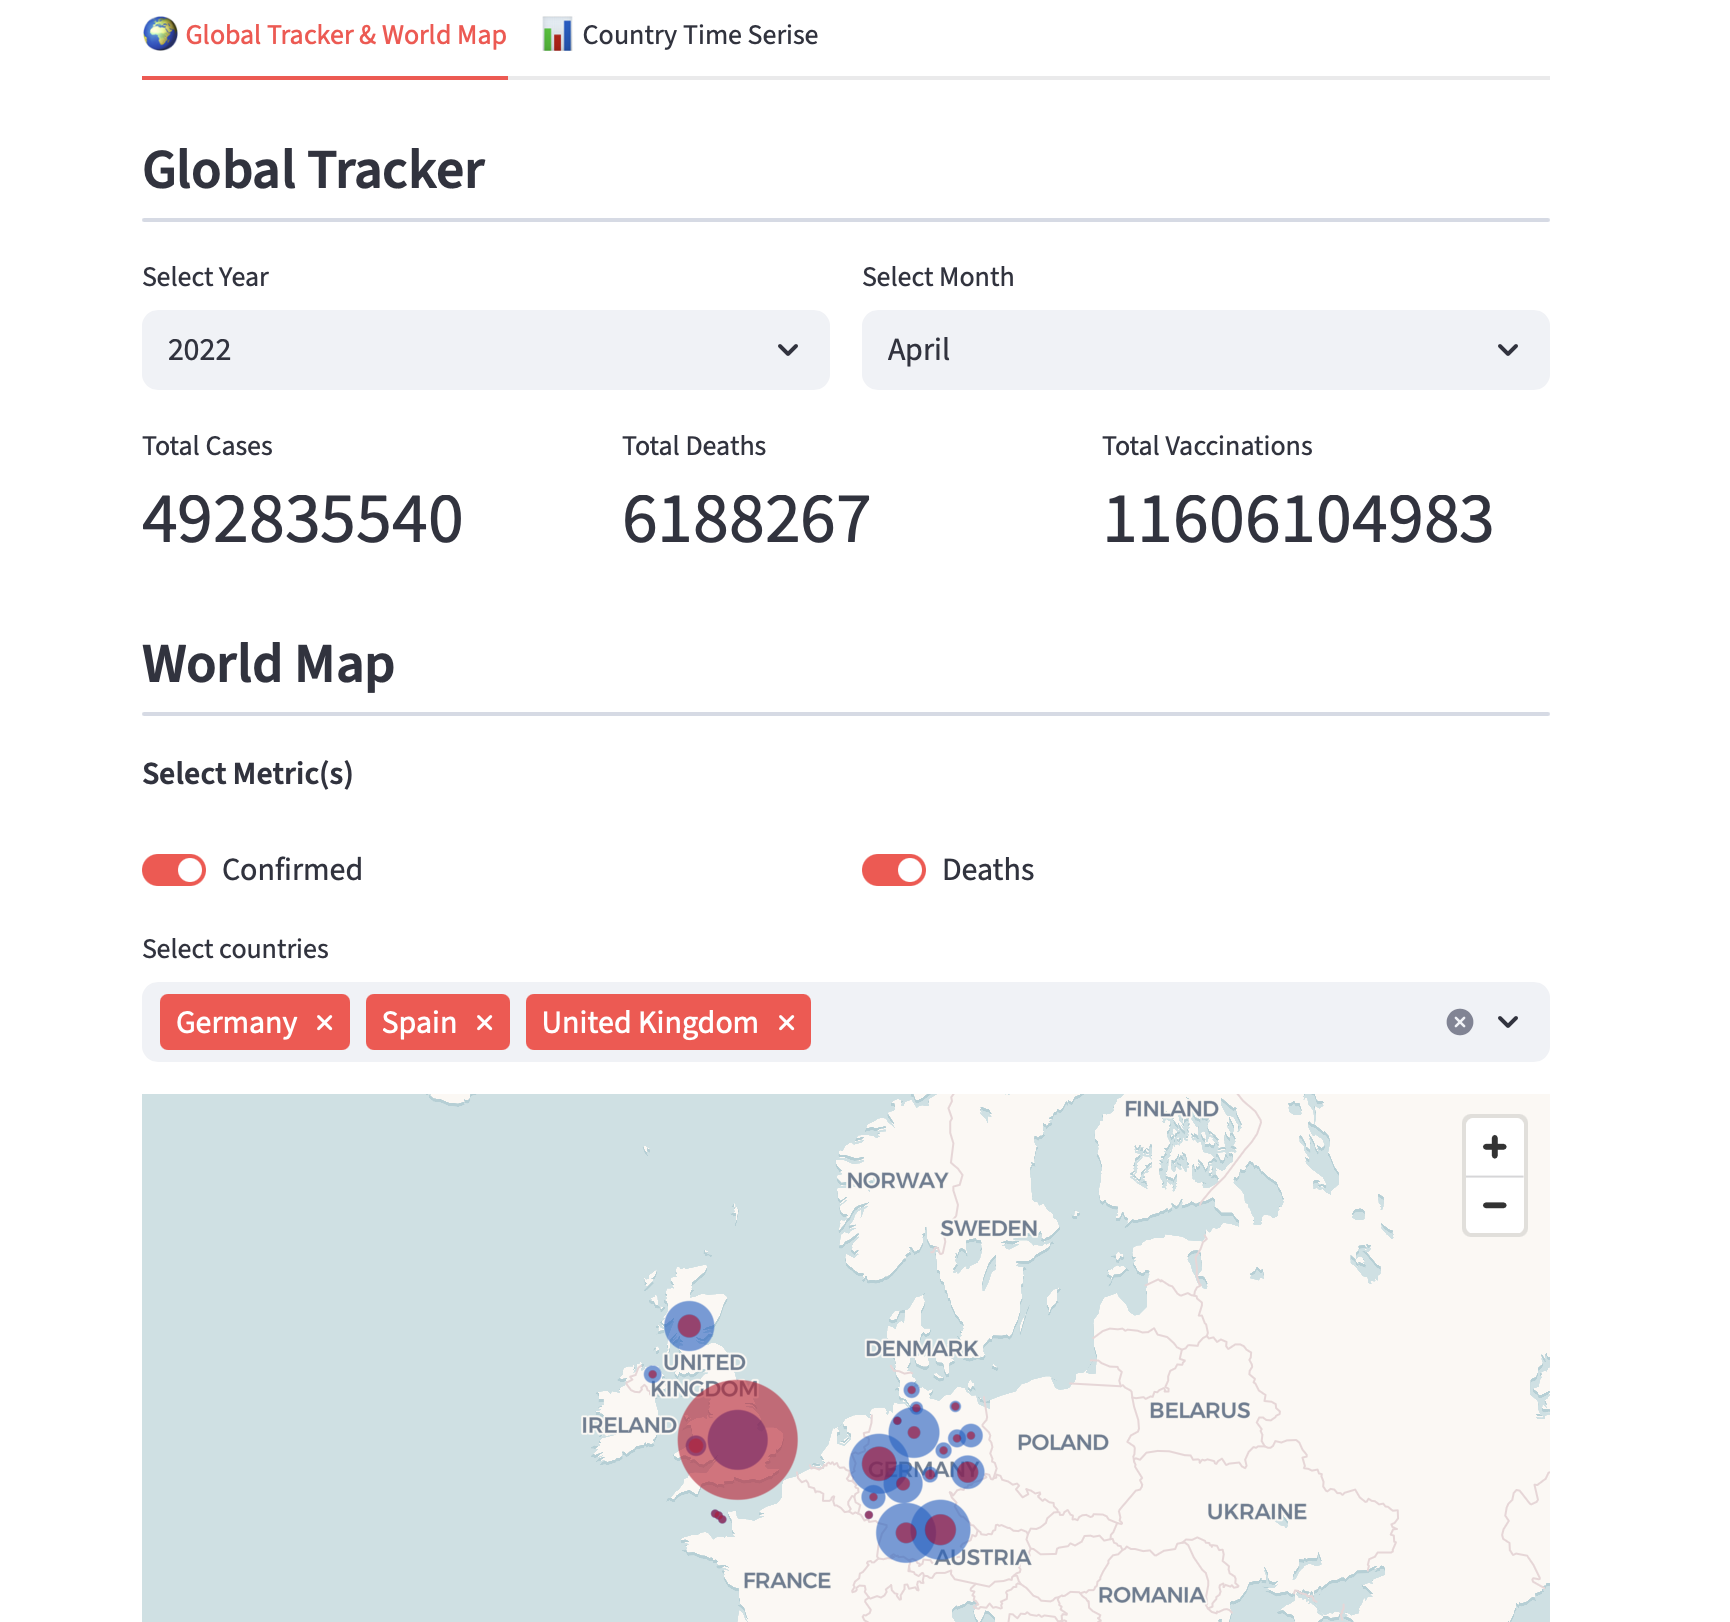 Global Tracker & World Map
Country Time Serise
Global Tracker
Select Year
Select Month
2022
April
Total Cases
Total Deaths
Total Vaccinations
492835540
6188267
11606104983
World Map
Select Metric(s)
Confirmed
Deaths
Select countries
Germany ×
Spain ×
United Kingdom ×
FINLAND
NORWAY
SWEDEN
DENMARK
UNITED
KINGDOM
IRELAND
BELARUS
POLAND
GERMANY
UKRAINE
AUSTRIA
FRANCE
ROMANIA